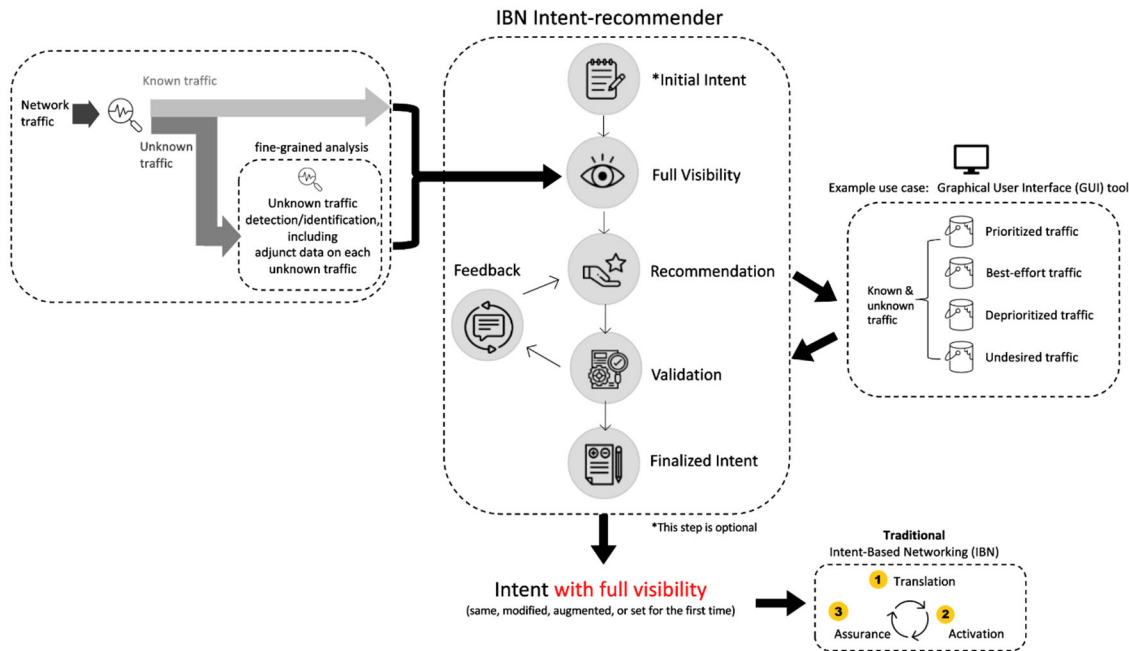 IBN Intent-recommender
Known traffic
Network
traffic
Unknown
traffic
fine-grained analysis
Unknown traffic
detection/identification,
including
adjunct data on each
unknown traffic
*Initial Intent
Full Visibility
Recommendation
Feedback
Validation
Finalized Intent
*This step is optional
Example use case: Graphical User Interface (GUI) tool
Known &
unknown
traffic
Prioritized traffic
Best-effort traffic
Deprioritized traffic
Undesired traffic
Intent with full visibility
(same, modified, augmented, or set for the first time)
Traditional
Intent-Based Networking (IBN)
1 Translation
3
Assurance
2
Activation